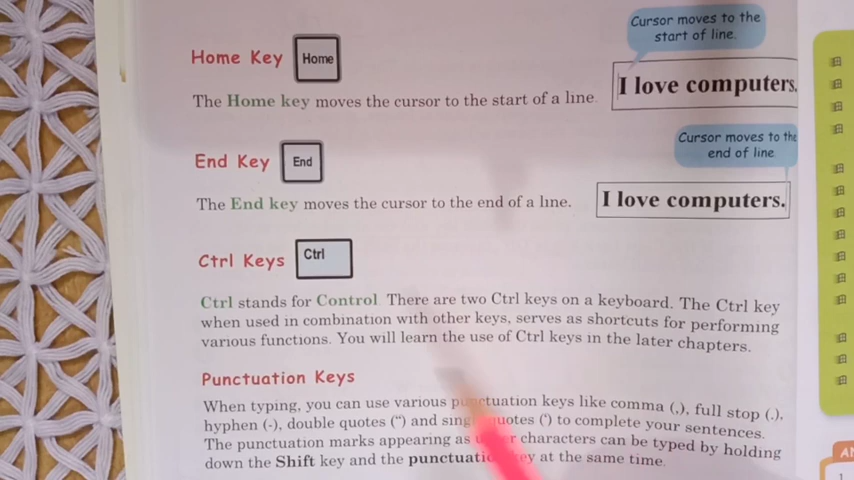 Cursor moves to the
start of line.
Home Key Home
I love computers.
The Home key moves the cursor to the start of a line
Cursor moves to the
end of line
End Key End
The End key moves the cursor to the end of a line.
I love computers.
Ctrl Keys Ctrl
Ctrl stands for Control There are two Ctrl keys on a keyboard. The Ctrl key
when used in combination with other keys, serves as shortcuts for performing
various functions. You will learn the use of Ctrl keys in the later chapters.
Punctuation Keys
When typing, you can use various punctuation keys like comma (,), full stop (.),
hyphen (-), double quotes (“) and single quotes (‘) to complete your sentences.
The punctuation marks appearing as upper characters can be typed by holding
down the Shift key and the punctuation key at the same time.
AN
1